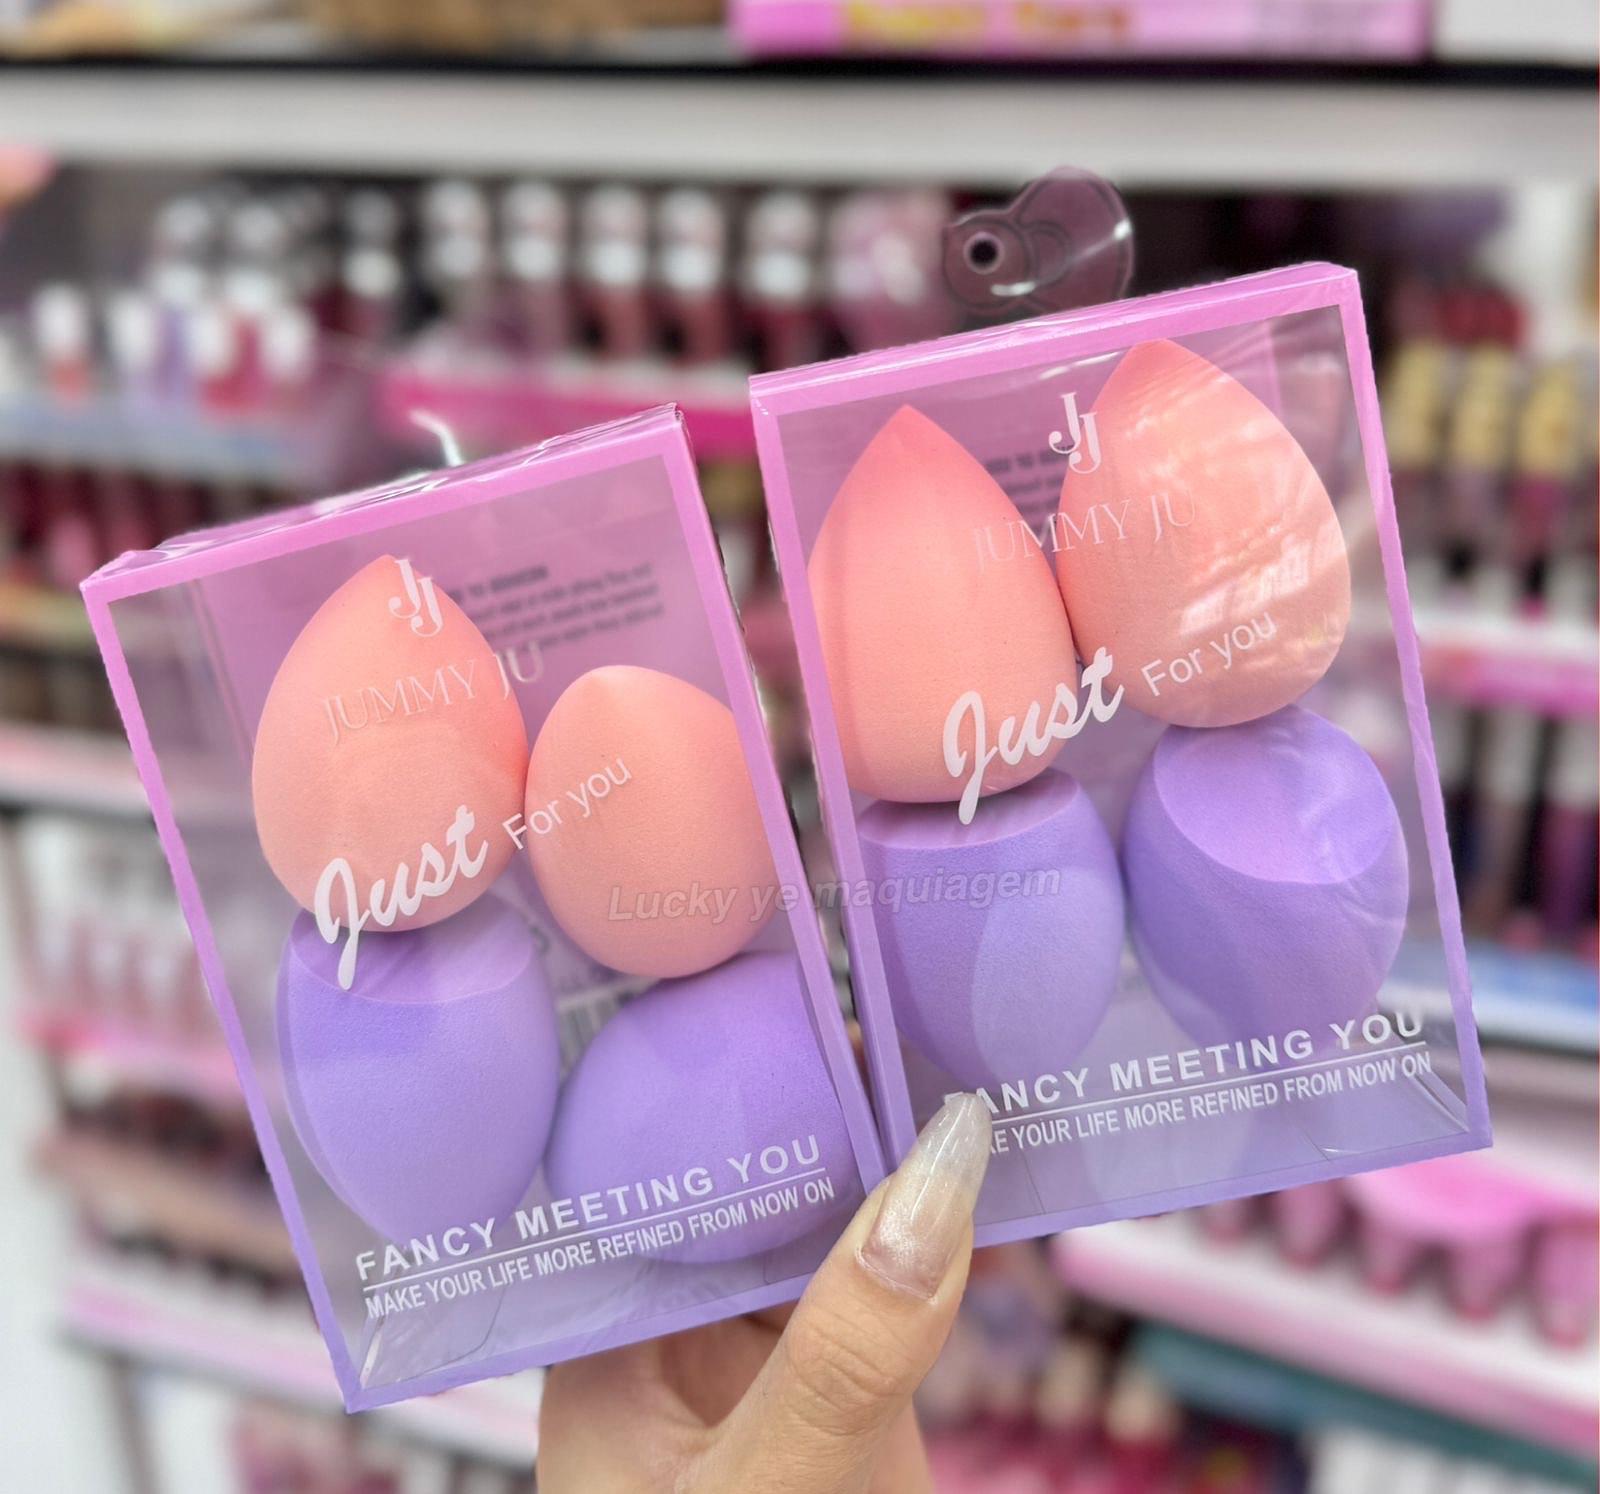 JJ
JUMMY JU
Just For you
FANCY MEETING YOU
MAKE YOUR LIFE MORE REFINED FROM NOW ON
JJ
JUMMY JU
Just For you
FANCY MEETING YOU
KE YOUR LIFE MORE REFINED FROM NOW ON
Lucky ye maquiagem